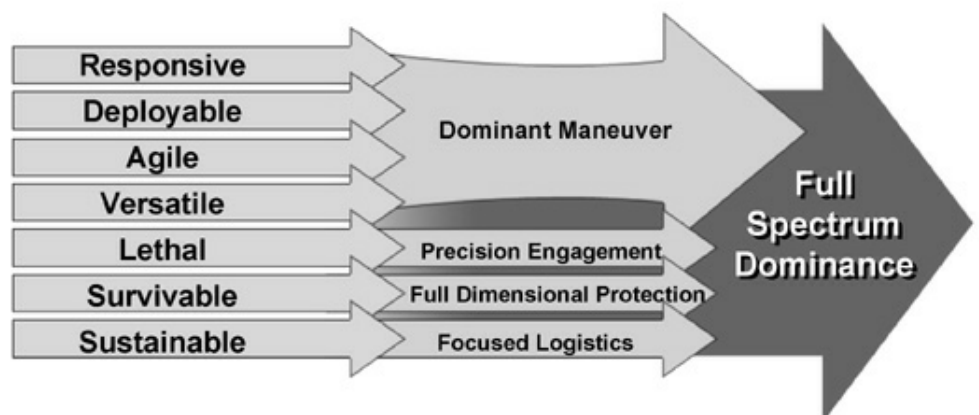 Responsive
Deployable
Agile
Versatile
Lethal
Survivable
Sustainable
Dominant Maneuver
Precision Engagement
Full Dimensional Protection
Focused Logistics
Full
Spectrum
Dominance